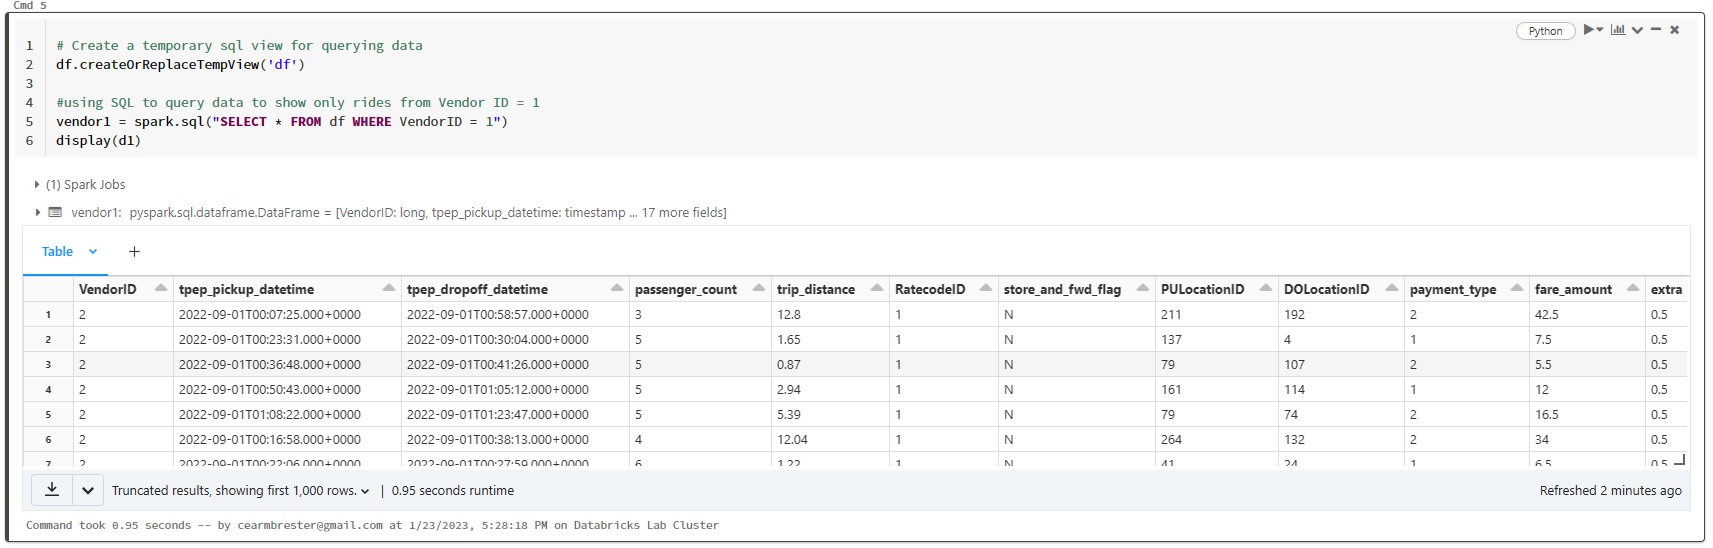 Cmd 5
Python
1 # Create a temporary sql view for querying data
2 df.createOrReplaceTempView('df')
3
4 #using SQL to query data to show only rides from Vendor ID = 1
5 vendor1 = spark.sql("SELECT * FROM df WHERE VendorID = 1")
6 display(d1)
(1) Spark Jobs
vendor1: pyspark.sql.dataframe.DataFrame = [VendorID: long, tpep_pickup_datetime: timestamp ... 17 more fields]
Table +
VendorID tpep_pickup_datetime tpep_dropoff_datetime passenger_count trip_distance RatecodeID store_and_fwd_flag PULocationID DOLocationID payment_type fare_amount extra
1 2 2022-09-01T00:07:25.000+0000 2022-09-01T00:58:57.000+0000 3 12.8 1 N 211 192 2 42.5 0.5
2 2 2022-09-01T00:23:31.000+0000 2022-09-01T00:30:04.000+0000 5 1.65 1 N 137 4 1 7.5 0.5
3 2 2022-09-01T00:36:48.000+0000 2022-09-01T00:41:26.000+0000 5 0.87 1 N 79 107 2 5.5 0.5
4 2 2022-09-01T00:50:43.000+0000 2022-09-01T01:05:12.000+0000 5 2.94 1 N 161 114 1 12 0.5
5 2 2022-09-01T01:08:22.000+0000 2022-09-01T01:23:47.000+0000 5 5.39 1 N 79 74 2 16.5 0.5
6 2 2022-09-01T00:16:58.000+0000 2022-09-01T00:38:13.000+0000 4 12.04 1 N 264 132 2 34 0.5
7 2 2022-09-01T00:22:06.000+0000 2022-09-01T00:27:59.000+0000 6 1.22 1 N 41 24 1 6.5 0.5
Truncated results, showing first 1,000 rows. | 0.95 seconds runtime
Refreshed 2 minutes ago
Command took 0.95 seconds -- by cearmbrester@gmail.com at 1/23/2023, 5:28:18 PM on Databricks Lab Cluster